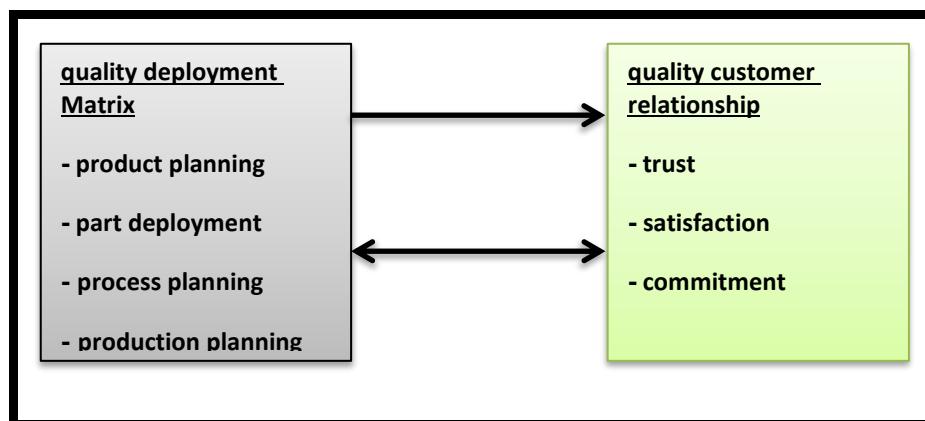 quality deployment
Matrix
- product planning
- part deployment
- process planning
- production planning
quality customer
relationship
- trust
- satisfaction
- commitment